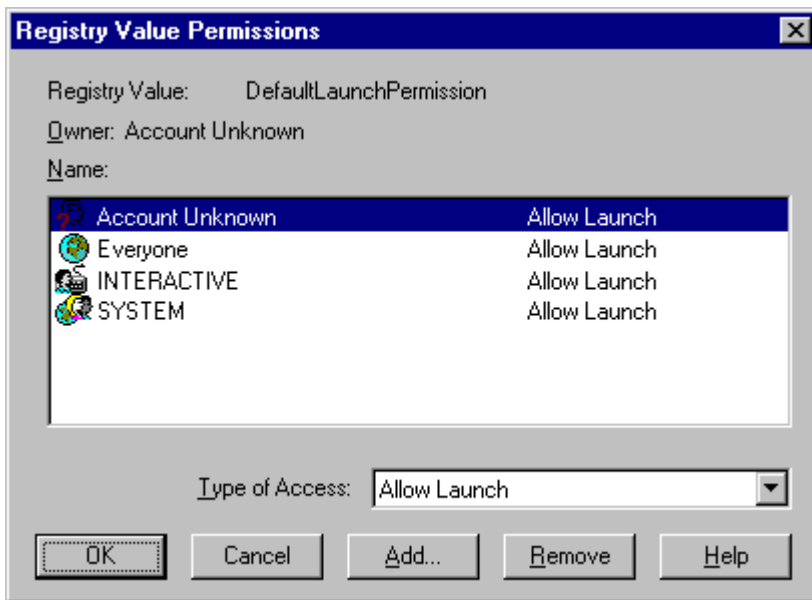 Registry Value Permissions
Registry Value: DefaultLaunchPermission
Owner: Account Unknown
Name:
Account Unknown Allow Launch
Everyone Allow Launch
INTERACTIVE Allow Launch
SYSTEM Allow Launch
Type of Access: Allow Launch
OK Cancel Add... Remove Help